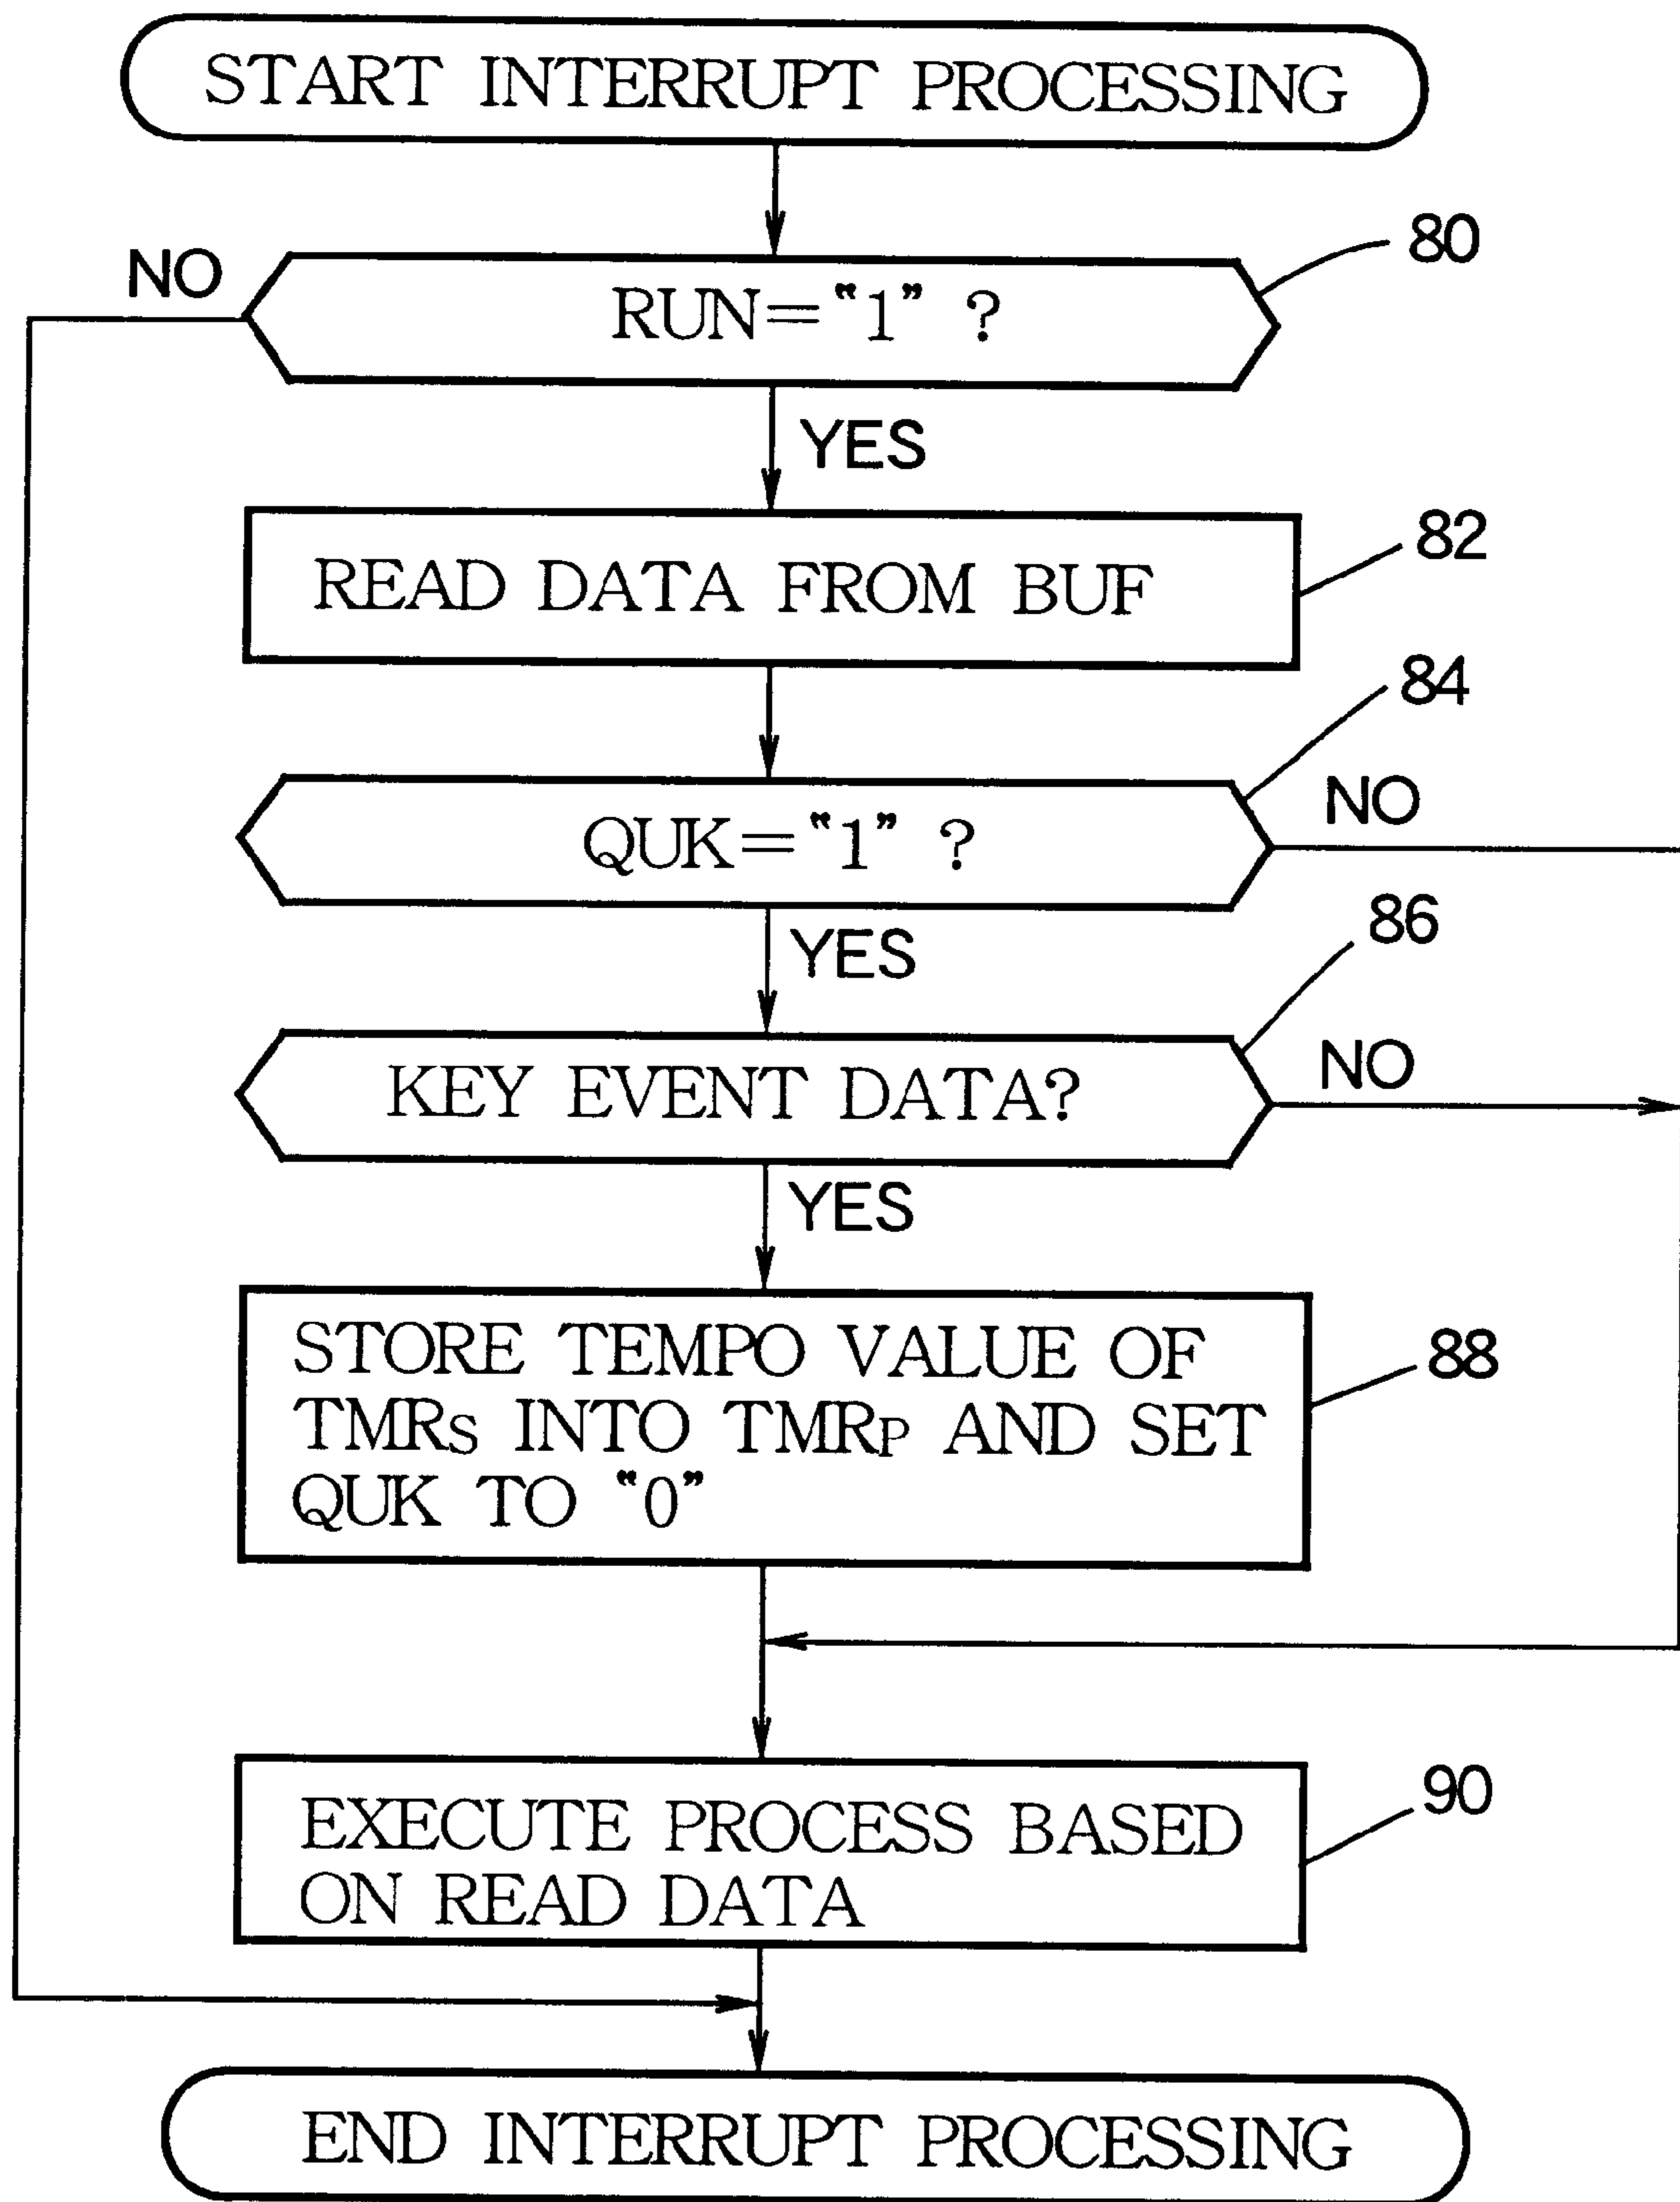 START INTERRUPT PROCESSING
80
NO
RUN="1" ?
YES
82
READ DATA FROM BUF
84
NO
QUK="1" ?
86
YES
NO
KEY EVENT DATA?
YES
STORE TEMPO VALUE OF
88
TMRS INTO TMRP AND SET
QUK TO "0"
90
EXECUTE PROCESS BASED
ON READ DATA
END INTERRUPT PROCESSING